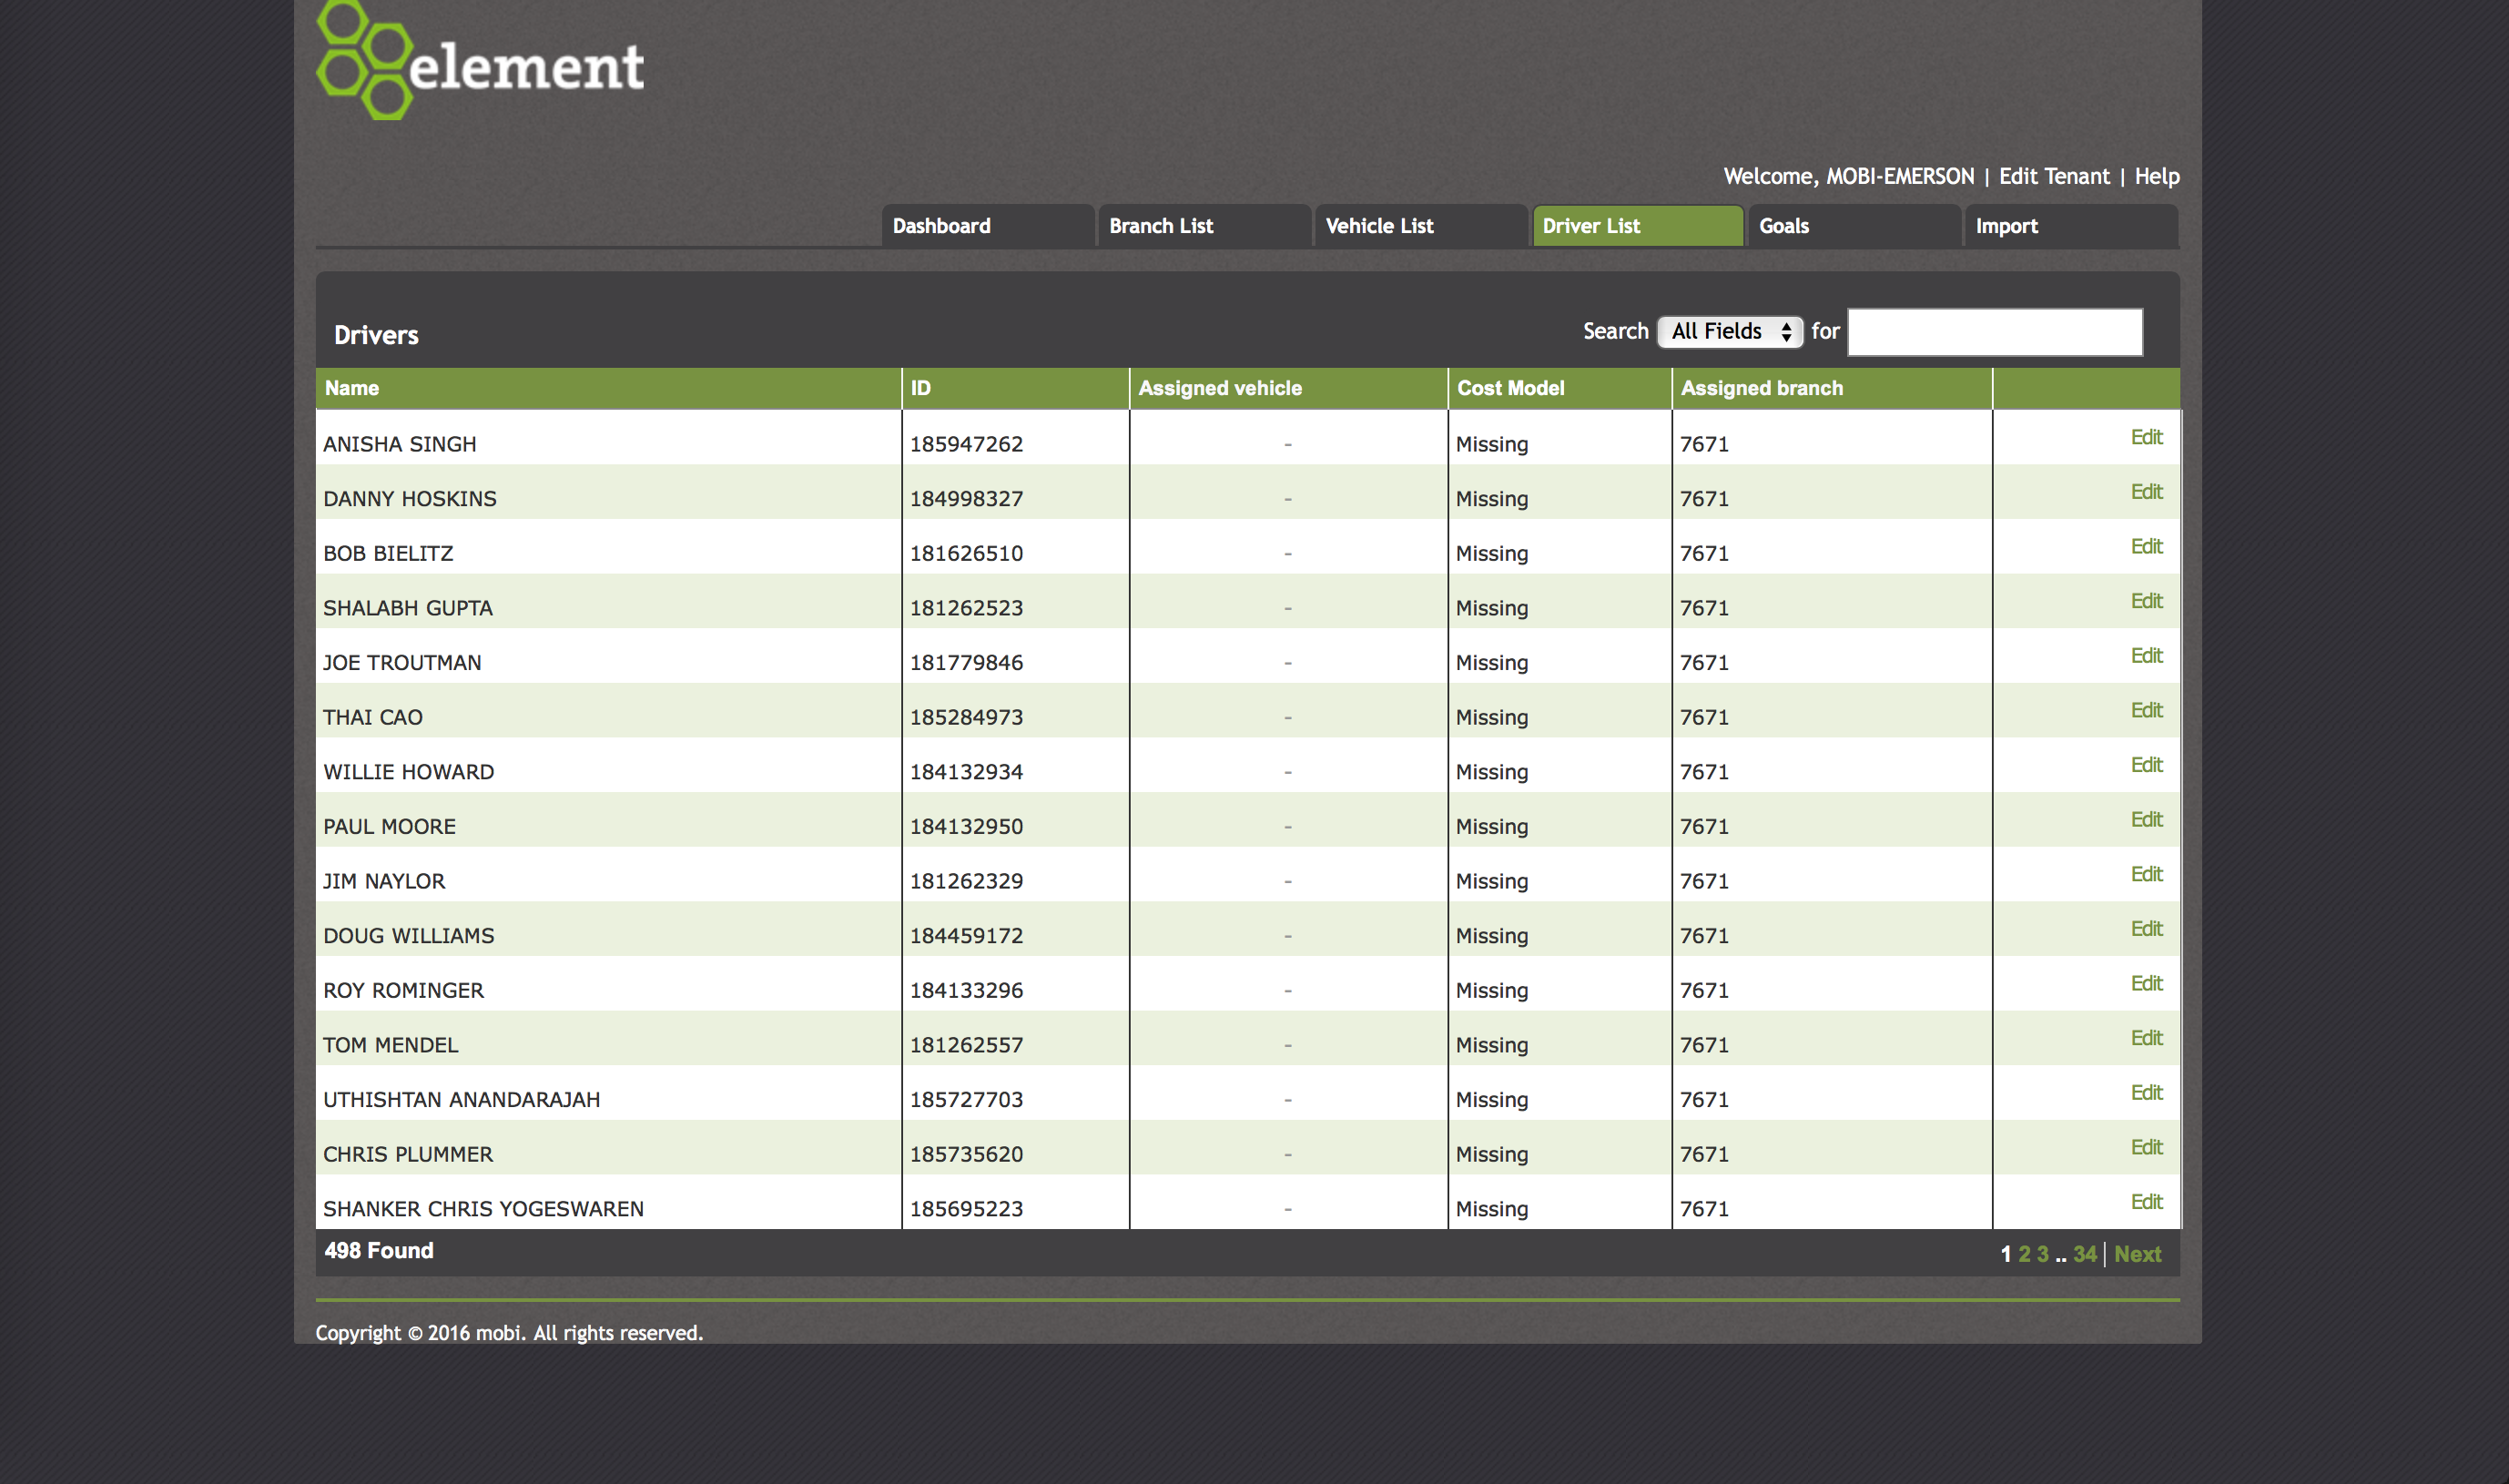 element
Welcome, MOBI-EMERSON | Edit Tenant | Help
Dashboard Branch List Vehicle List Driver List Goals Import
Drivers Search All Fields for
Name ID Assigned vehicle Cost Model Assigned branch
ANISHA SINGH 185947262 - Missing 7671 Edit
DANNY HOSKINS 184998327 - Missing 7671 Edit
BOB BIELITZ 181626510 - Missing 7671 Edit
SHALABH GUPTA 181262523 - Missing 7671 Edit
JOE TROUTMAN 181779846 - Missing 7671 Edit
THAI CAO 185284973 - Missing 7671 Edit
WILLIE HOWARD 184132934 - Missing 7671 Edit
PAUL MOORE 184132950 - Missing 7671 Edit
JIM NAYLOR 181262329 - Missing 7671 Edit
DOUG WILLIAMS 184459172 - Missing 7671 Edit
ROY ROMINGER 184133296 - Missing 7671 Edit
TOM MENDEL 181262557 - Missing 7671 Edit
UTHISHTAN ANANDARAJAH 185727703 - Missing 7671 Edit
CHRIS PLUMMER 185735620 - Missing 7671 Edit
SHANKER CHRIS YOGESWAREN 185695223 - Missing 7671 Edit
498 Found 1 2 3 .. 34 | Next
Copyright © 2016 mobi. All rights reserved.